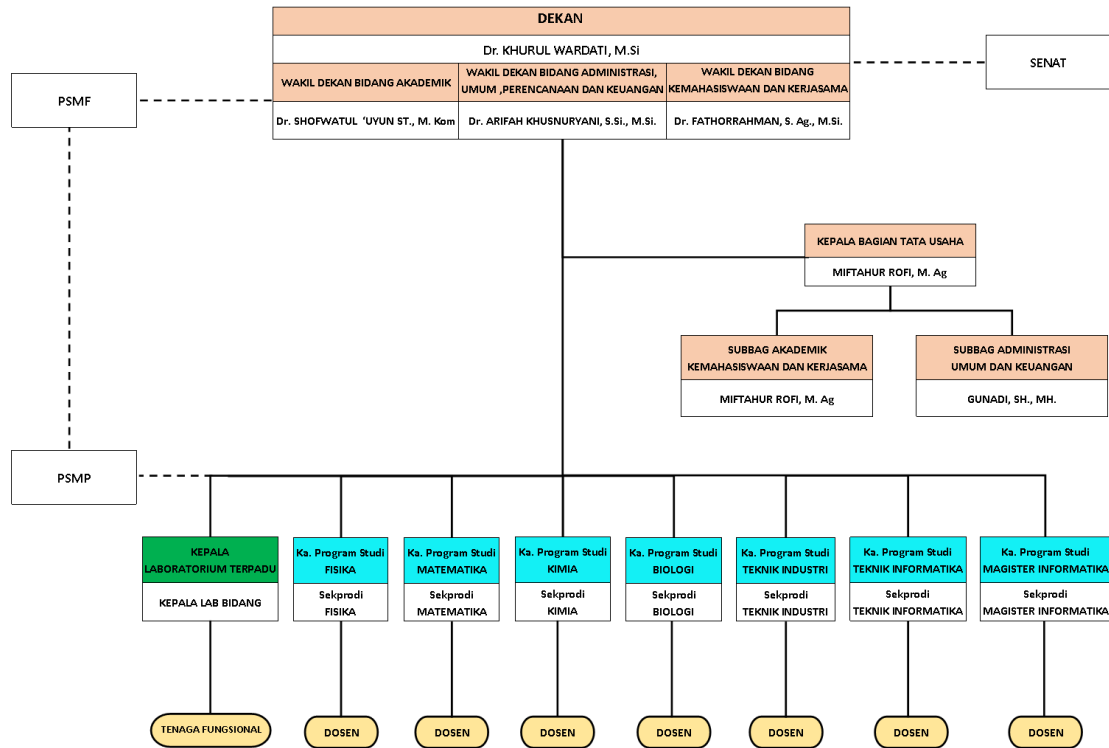 DEKAN
Dr. KHURUL WARDATI, M.Si
WAKIL DEKAN BIDANG AKADEMIK
WAKIL DEKAN BIDANG ADMINISTRASI,
UMUM ,PERENCANAAN DAN KEUANGAN
WAKIL DEKAN BIDANG
KEMAHASISWAAN DAN KERJASAMA
Dr. SHOFWATUL ‘UYUN ST., M. Kom
Dr. ARIFAH KHUSNURYANI, S.Si., M.Si.
Dr. FATHORRAHMAN, S. Ag., M.Si.
SENAT
PSMF
KEPALA BAGIAN TATA USAHA
MIFTAHUR ROFI, M. Ag
SUBBAG AKADEMIK
KEMAHASISWAAN DAN KERJASAMA
MIFTAHUR ROFI, M. Ag
SUBBAG ADMINISTRASI
UMUM DAN KEUANGAN
GUNADI, SH., MH.
PSMP
KEPALA
LABORATORIUM TERPADU
KEPALA LAB BIDANG
Ka. Program Studi
FISIKA
Sekprodi
FISIKA
Ka. Program Studi
MATEMATIKA
Sekprodi
MATEMATIKA
Ka. Program Studi
KIMIA
Sekprodi
KIMIA
Ka. Program Studi
BIOLOGI
Sekprodi
BIOLOGI
Ka. Program Studi
TEKNIK INDUSTRI
Sekprodi
TEKNIK INDUSTRI
Ka. Program Studi
TEKNIK INFORMATIKA
Sekprodi
TEKNIK INFORMATIKA
Ka. Program Studi
MAGISTER INFORMATIKA
Sekprodi
MAGISTER INFORMATIKA
TENAGA FUNGSIONAL
DOSEN
DOSEN
DOSEN
DOSEN
DOSEN
DOSEN
DOSEN